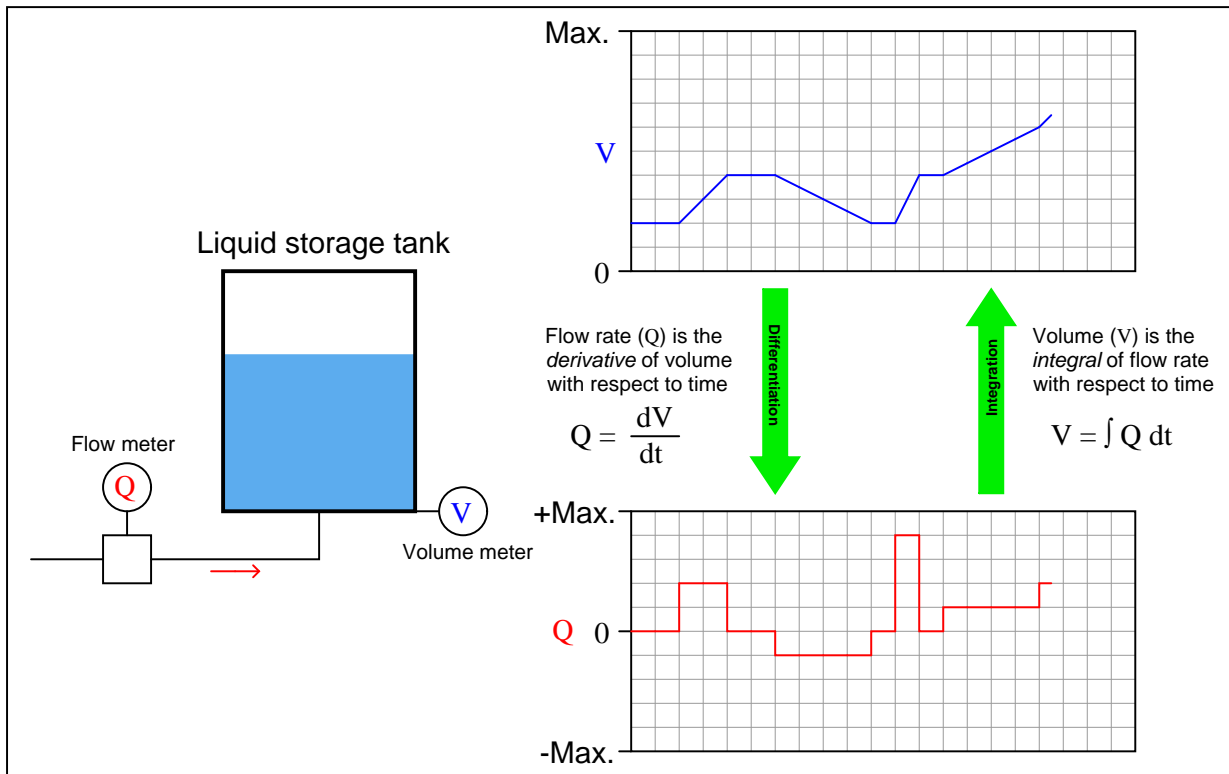 Max.
V
0
Liquid storage tank
Flow meter
Q
V
Volume meter
Flow rate (Q) is the
derivative of volume
with respect to time
Q = dV
dt
Differentiation
Integration
Volume (V) is the
integral of flow rate
with respect to time
V = ∫ Q dt
+Max.
Q 0
-Max.